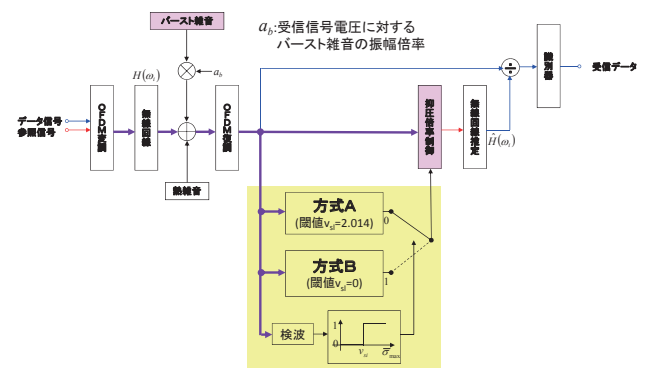 バースト雑音
a_b:受信信号電圧に対する
バースト雑音の振幅倍率
H(ω_i)
a_b
÷
識別器
受信データ
データ信号
参照信号
OFDM変調
無線回線
OFDM復調
抑圧倍率制御
無線回線推定
Ĥ(ω_i)
熱雑音
方式A
(閾値v_sl=2.014)
0
方式B
(閾値v_sl=0)
1
検波
1
0
v_sl
σ̅_max